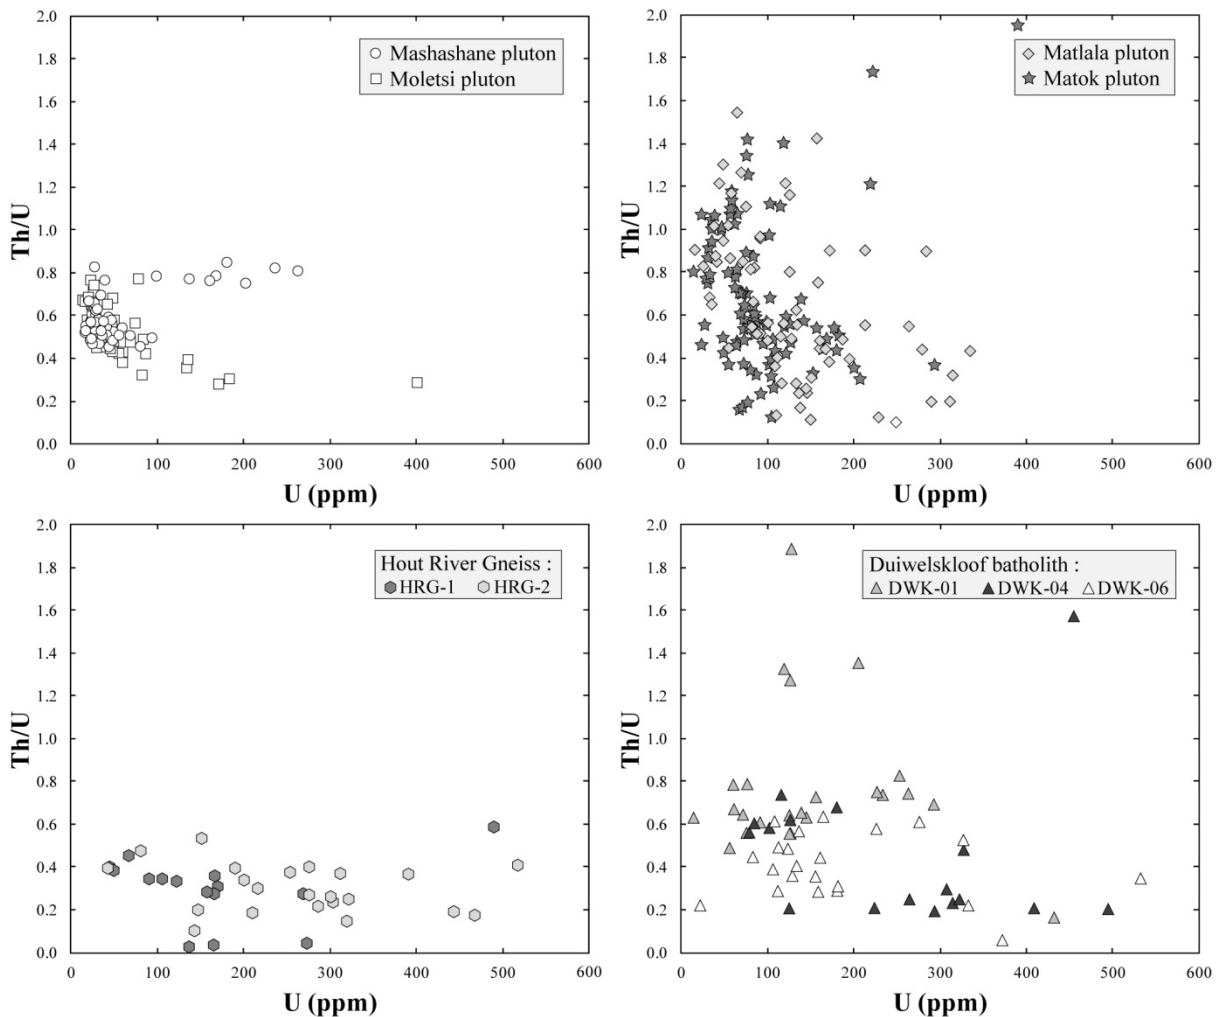 2.0
1.8
1.6
1.4
1.2
1.0
0.8
0.6
0.4
0.2
0.0
Th/U
Mashashane pluton
Moletsi pluton
0 100 200 300 400 500 600
U (ppm)
2.0
1.8
1.6
1.4
1.2
1.0
0.8
0.6
0.4
0.2
0.0
Th/U
Matlala pluton
Matok pluton
0 100 200 300 400 500 600
U (ppm)
2.0
1.8
1.6
1.4
1.2
1.0
0.8
0.6
0.4
0.2
0.0
Th/U
Hout River Gneiss :
HRG-1 HRG-2
0 100 200 300 400 500 600
U (ppm)
2.0
1.8
1.6
1.4
1.2
1.0
0.8
0.6
0.4
0.2
0.0
Th/U
Duiwelskloof batholith :
DWK-01 DWK-04 DWK-06
0 100 200 300 400 500 600
U (ppm)